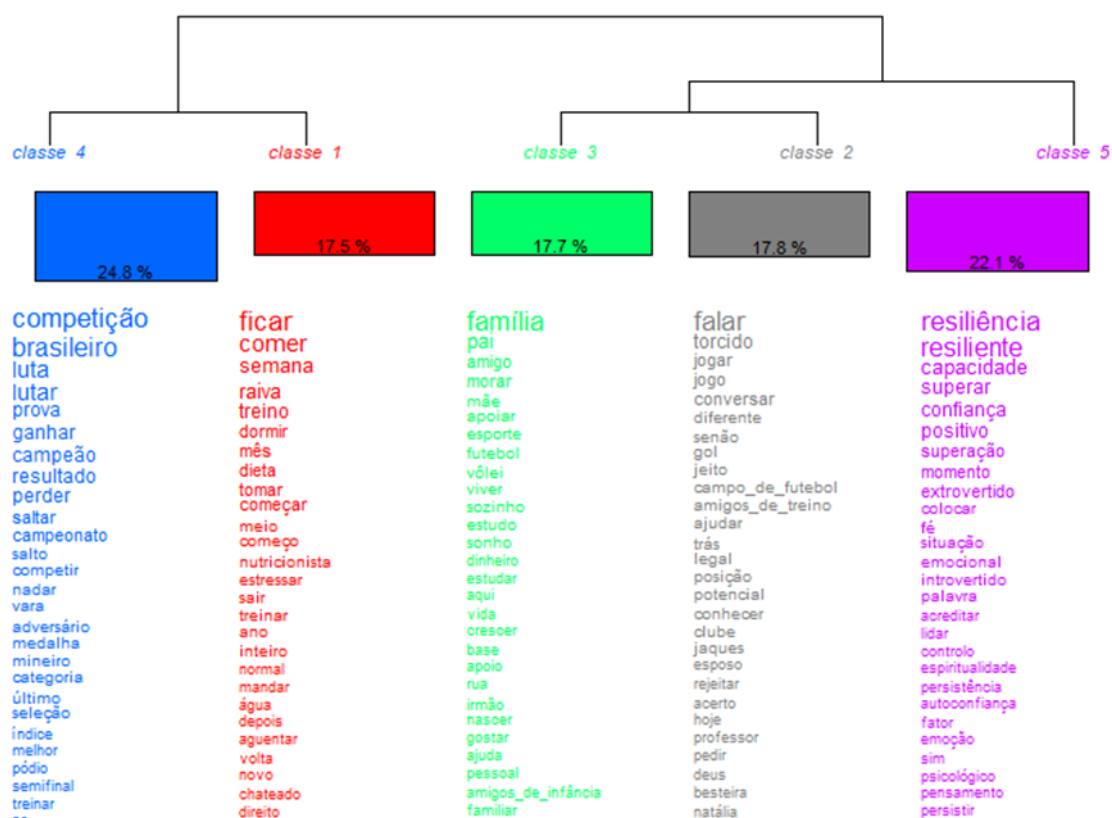 classe 4
classe 1
classe 3
classe 2
classe 5
24.8 %
17.5 %
17.7 %
17.8 %
22.1 %
competição
brasileiro
luta
lutar
prova
ganhar
campeão
resultado
perder
saltar
campeonato
salto
competir
nadar
vara
adversário
medalha
mineiro
categoria
último
seleção
índice
melhor
pódio
semifinal
treinar
ficar
comer
semana
raiva
treino
dormir
mês
dieta
tomar
começar
meio
começo
nutricionista
estressar
sair
treinar
ano
inteiro
normal
mandar
água
depois
aguentar
volta
novo
chateado
direito
família
pai
amigo
morar
mãe
apoiar
esporte
futebol
vôlei
viver
sozinho
estudo
sonho
dinheiro
estudar
aqui
vida
crescer
base
apoio
rua
irmão
nascer
gostar
ajuda
pessoal
amigos_de_infância
familiar
falar
torcido
jogar
jogo
conversar
diferente
senão
gol
jeito
campo_de_futebol
amigos_de_treino
ajudar
trás
legal
posição
potencial
conhecer
clube
jaques
esposo
rejeitar
acerto
hoje
professor
pedir
deus
besteira
natália
resiliência
resiliente
capacidade
superar
confiança
positivo
superação
momento
extrovertido
colocar
fé
situação
emocional
introvertido
palavra
acreditar
lidar
controlo
espiritualidade
persistência
autoconfiança
fator
emoção
sim
psicológico
pensamento
persistir